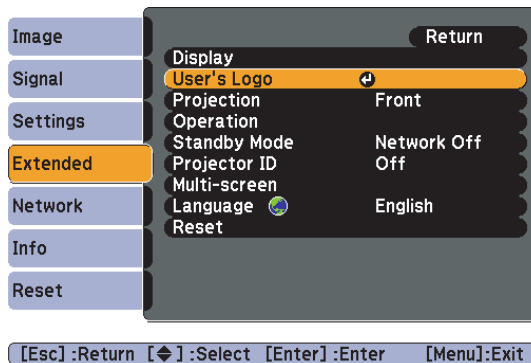 Image
Signal
Settings
Extended
Network
Info
Reset
Return
Display
User's Logo
Projection Front
Operation
Standby Mode Network Off
Projector ID Off
Multi-screen
Language English
Reset
[Esc] :Return [◆] :Select [Enter] :Enter [Menu]:Exit